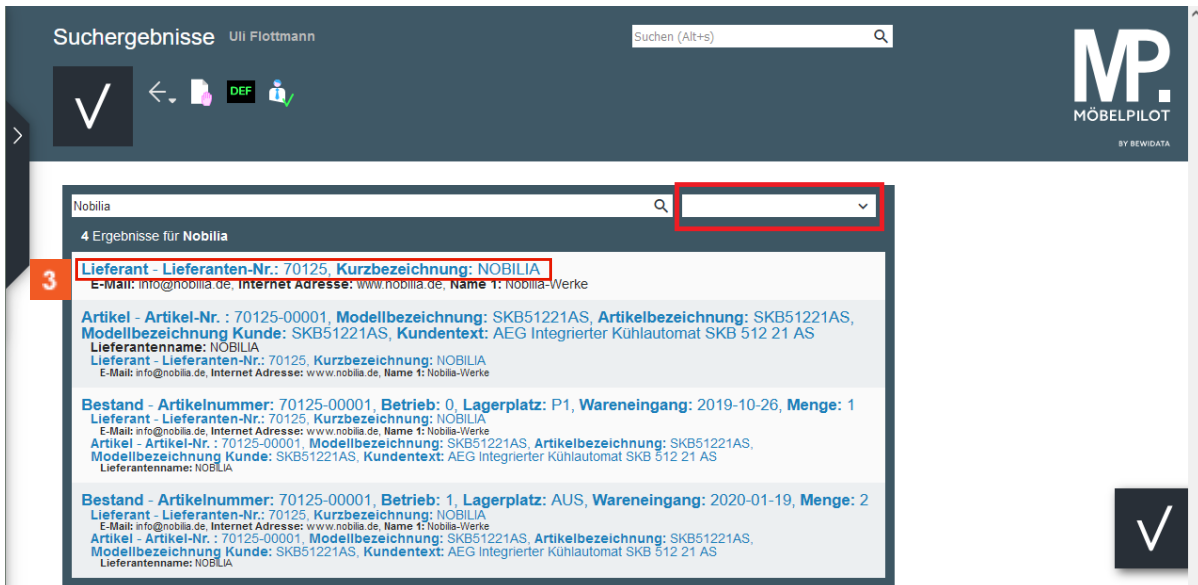 Suchergebnisse Uli Flottmann
Suchen (Alt+s)
DEF
MP.
MÖBELPILOT
BY BEWIDATA
Nobilia
4 Ergebnisse für Nobilia
3
Lieferant - Lieferanten-Nr.: 70125, Kurzbezeichnung: NOBILIA
E-Mail: info@nobilia.de, Internet Adresse: www.nobilia.de, Name 1: Nobilia-Werke
Artikel - Artikel-Nr. : 70125-00001, Modellbezeichnung: SKB51221AS, Artikelbezeichnung: SKB51221AS,
Modellbezeichnung Kunde: SKB51221AS, Kundentext: AEG Integrierter Kühlautomat SKB 512 21 AS
Lieferantenname: NOBILIA
Lieferant - Lieferanten-Nr.: 70125, Kurzbezeichnung: NOBILIA
E-Mail: info@nobilia.de, Internet Adresse: www.nobilia.de, Name 1: Nobilia-Werke
Bestand - Artikelnummer: 70125-00001, Betrieb: 0, Lagerplatz: P1, Wareneingang: 2019-10-26, Menge: 1
Lieferant - Lieferanten-Nr.: 70125, Kurzbezeichnung: NOBILIA
E-Mail: info@nobilia.de, Internet Adresse: www.nobilia.de, Name 1: Nobilia-Werke
Artikel - Artikel-Nr. : 70125-00001, Modellbezeichnung: SKB51221AS, Artikelbezeichnung: SKB51221AS,
Modellbezeichnung Kunde: SKB51221AS, Kundentext: AEG Integrierter Kühlautomat SKB 512 21 AS
Lieferantenname: NOBILIA
Bestand - Artikelnummer: 70125-00001, Betrieb: 1, Lagerplatz: AUS, Wareneingang: 2020-01-19, Menge: 2
Lieferant - Lieferanten-Nr.: 70125, Kurzbezeichnung: NOBILIA
E-Mail: info@nobilia.de, Internet Adresse: www.nobilia.de, Name 1: Nobilia-Werke
Artikel - Artikel-Nr. : 70125-00001, Modellbezeichnung: SKB51221AS, Artikelbezeichnung: SKB51221AS,
Modellbezeichnung Kunde: SKB51221AS, Kundentext: AEG Integrierter Kühlautomat SKB 512 21 AS
Lieferantenname: NOBILIA